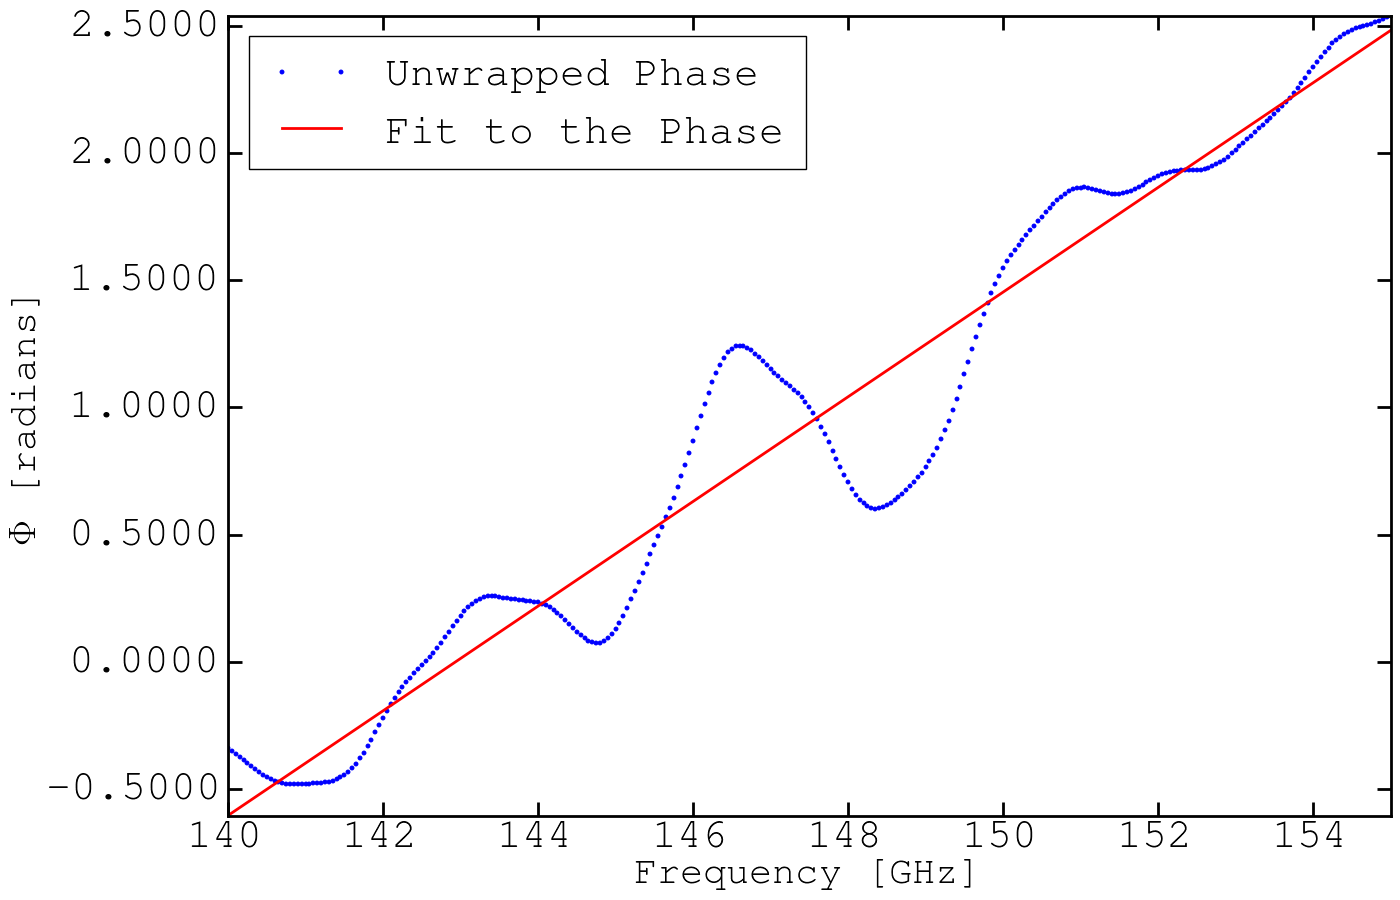 2.5000
2.0000
1.5000
1.0000
0.5000
0.0000
-0.5000
Φ [radians]
Unwrapped Phase
Fit to the Phase
140 142 144 146 148 150 152 154
Frequency [GHz]